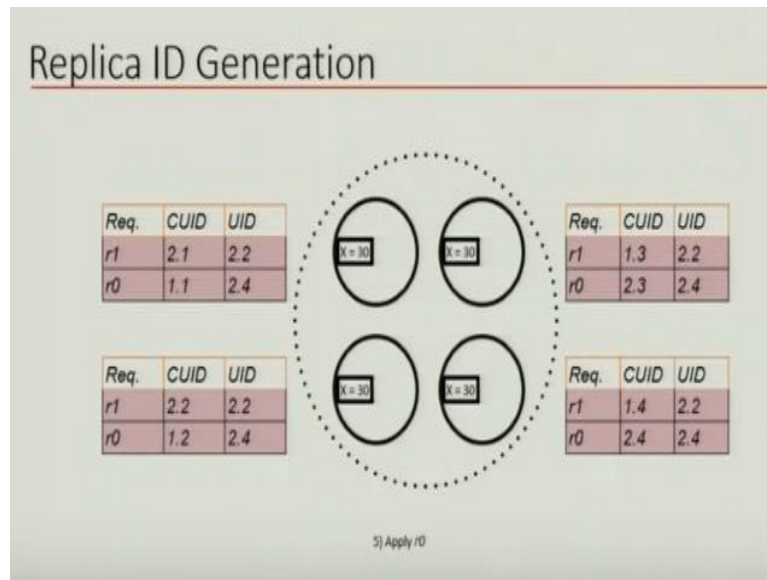 Replica ID Generation
Req. CUID UID
r1 2.1 2.2
r0 1.1 2.4
X = 30
X = 30
Req. CUID UID
r1 1.3 2.2
r0 2.3 2.4
Req. CUID UID
r1 2.2 2.2
r0 1.2 2.4
X = 30
X = 30
Req. CUID UID
r1 1.4 2.2
r0 2.4 2.4
5) Apply r0